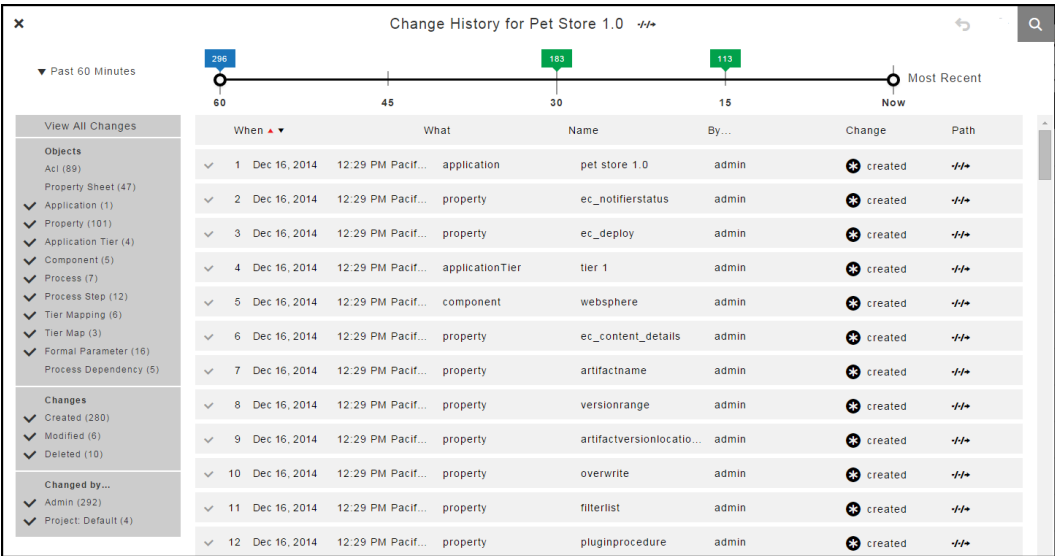 Change History for Pet Store 1.0
Past 60 Minutes
296
183
113
Most Recent
60 45 30 15 Now
View All Changes
Objects
Acl (89)
Property Sheet (47)
Application (1)
Property (101)
Application Tier (4)
Component (5)
Process (7)
Process Step (12)
Tier Mapping (6)
Tier Map (3)
Formal Parameter (16)
Process Dependency (5)
Changes
Created (280)
Modified (6)
Deleted (10)
Changed by...
Admin (292)
Project: Default (4)
When What Name By... Change Path
1 Dec 16, 2014 12:29 PM Pacif... application pet store 1.0 admin created
2 Dec 16, 2014 12:29 PM Pacif... property ec_notifierstatus admin created
3 Dec 16, 2014 12:29 PM Pacif... property ec_deploy admin created
4 Dec 16, 2014 12:29 PM Pacif... applicationTier tier 1 admin created
5 Dec 16, 2014 12:29 PM Pacif... component websphere admin created
6 Dec 16, 2014 12:29 PM Pacif... property ec_content_details admin created
7 Dec 16, 2014 12:29 PM Pacif... property artifactname admin created
8 Dec 16, 2014 12:29 PM Pacif... property versionrange admin created
9 Dec 16, 2014 12:29 PM Pacif... property artifactversionlocatio... admin created
10 Dec 16, 2014 12:29 PM Pacif... property overwrite admin created
11 Dec 16, 2014 12:29 PM Pacif... property filterlist admin created
12 Dec 16, 2014 12:29 PM Pacif... property pluginprocedure admin created